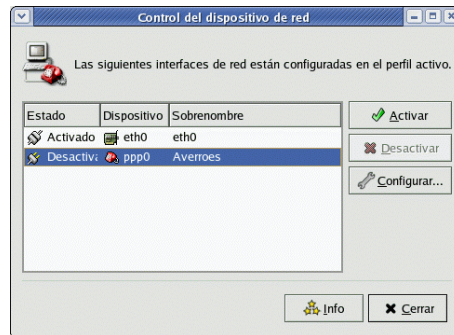 Control del dispositivo de red
Las siguientes interfaces de red están configuradas en el perfil activo.
Estado Dispositivo Sobrenombre
Activado eth0 eth0
Desactiva ppp0 Averroes
Activar
Desactivar
Configurar...
Info
Cerrar